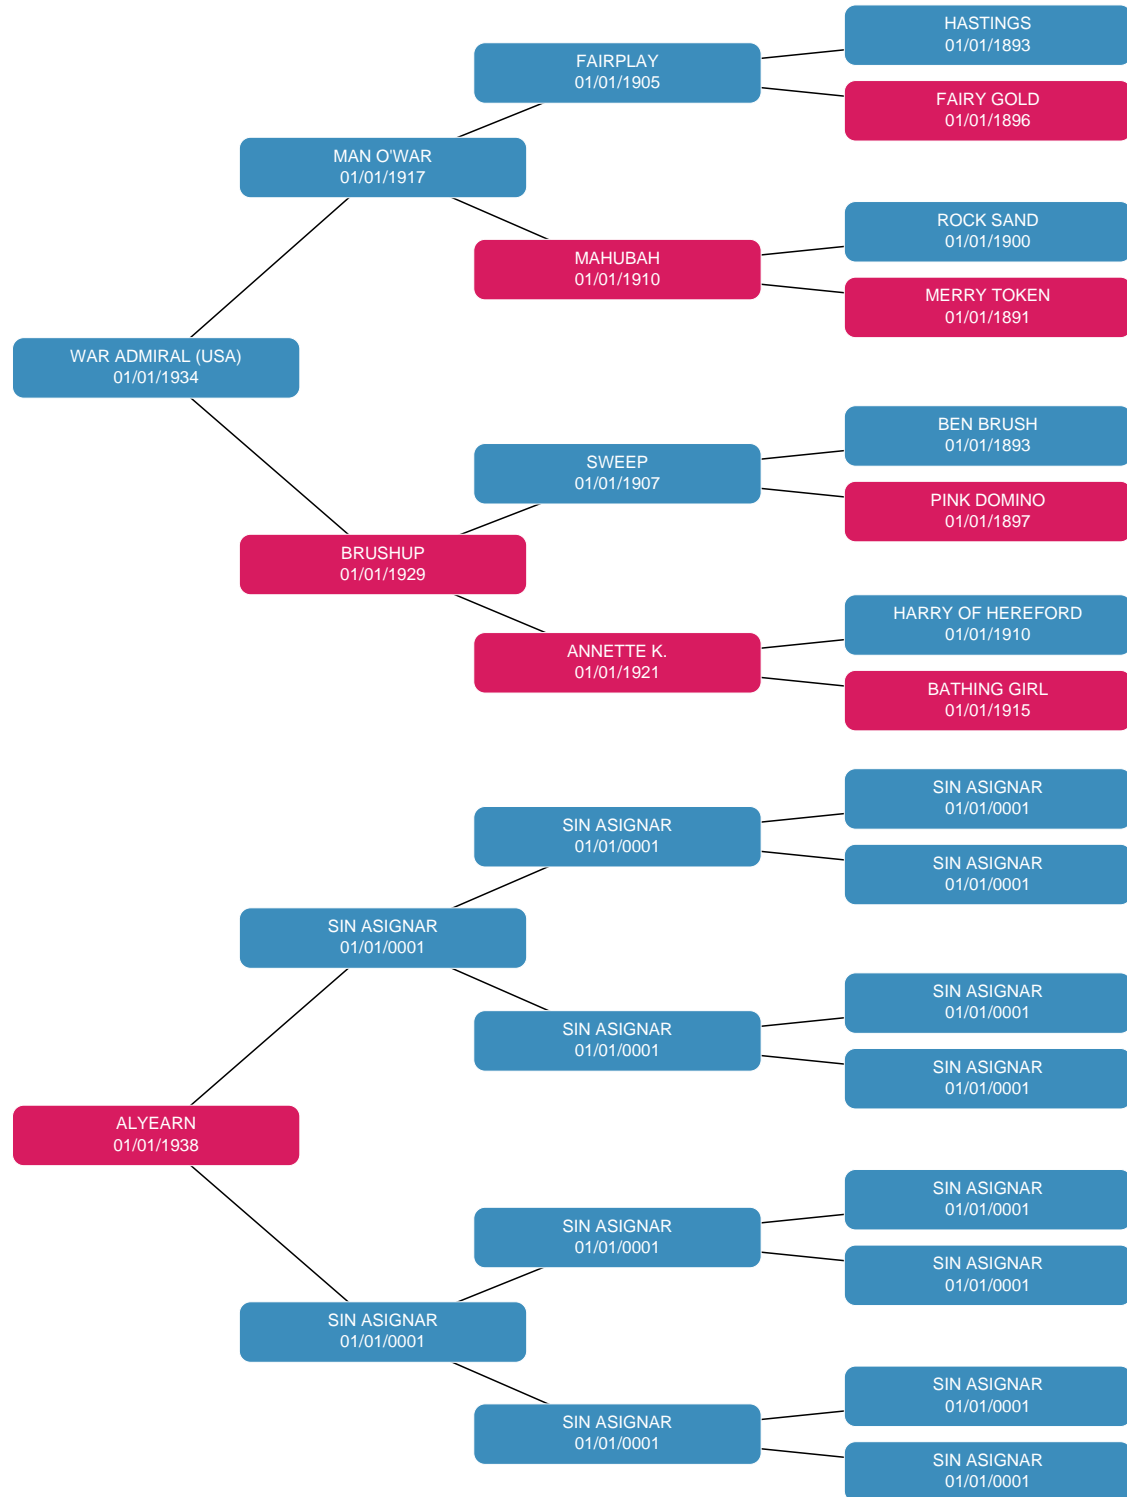 HASTINGS
01/01/1893
FAIRPLAY
01/01/1905
FAIRY GOLD
01/01/1896
MAN O'WAR
01/01/1917
ROCK SAND
01/01/1900
MAHUBAH
01/01/1910
MERRY TOKEN
01/01/1891
WAR ADMIRAL (USA)
01/01/1934
BEN BRUSH
01/01/1893
SWEEP
01/01/1907
PINK DOMINO
01/01/1897
BRUSHUP
01/01/1929
HARRY OF HEREFORD
01/01/1910
ANNETTE K.
01/01/1921
BATHING GIRL
01/01/1915
SIN ASIGNAR
01/01/0001
SIN ASIGNAR
01/01/0001
SIN ASIGNAR
01/01/0001
SIN ASIGNAR
01/01/0001
SIN ASIGNAR
01/01/0001
SIN ASIGNAR
01/01/0001
SIN ASIGNAR
01/01/0001
ALYEARN
01/01/1938
SIN ASIGNAR
01/01/0001
SIN ASIGNAR
01/01/0001
SIN ASIGNAR
01/01/0001
SIN ASIGNAR
01/01/0001
SIN ASIGNAR
01/01/0001
SIN ASIGNAR
01/01/0001
SIN ASIGNAR
01/01/0001